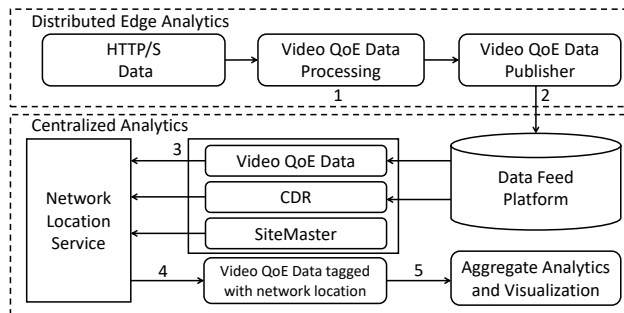 Distributed Edge Analytics
HTTP/S
Data
Video QoE Data
Processing
Video QoE Data
Publisher
1
2
Centralized Analytics
Network
Location
Service
3
Video QoE Data
CDR
SiteMaster
Data Feed
Platform
4
Video QoE Data tagged
with network location
5
Aggregate Analytics
and Visualization